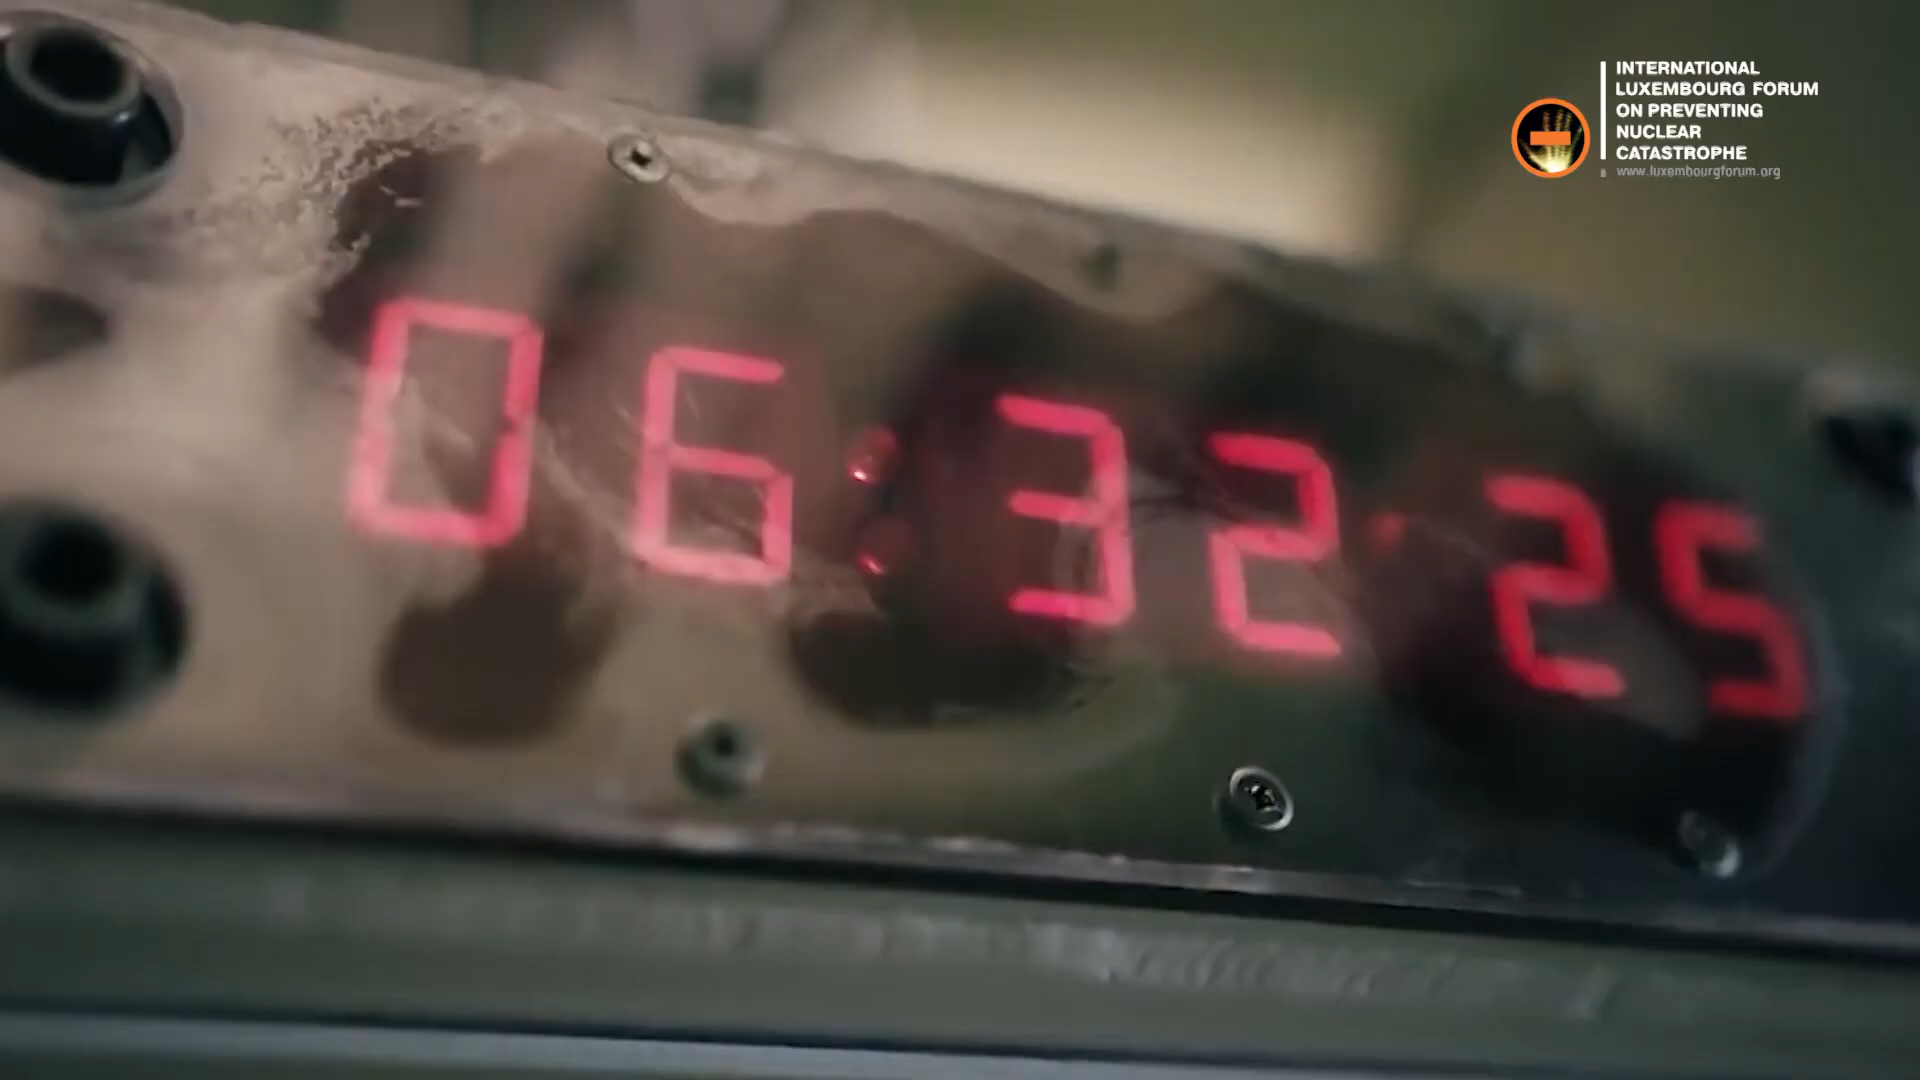 INTERNATIONAL
LUXEMBOURG FORUM
ON PREVENTING
NUCLEAR
CATASTROPHE
www.luxembourgforum.org
06:32.25